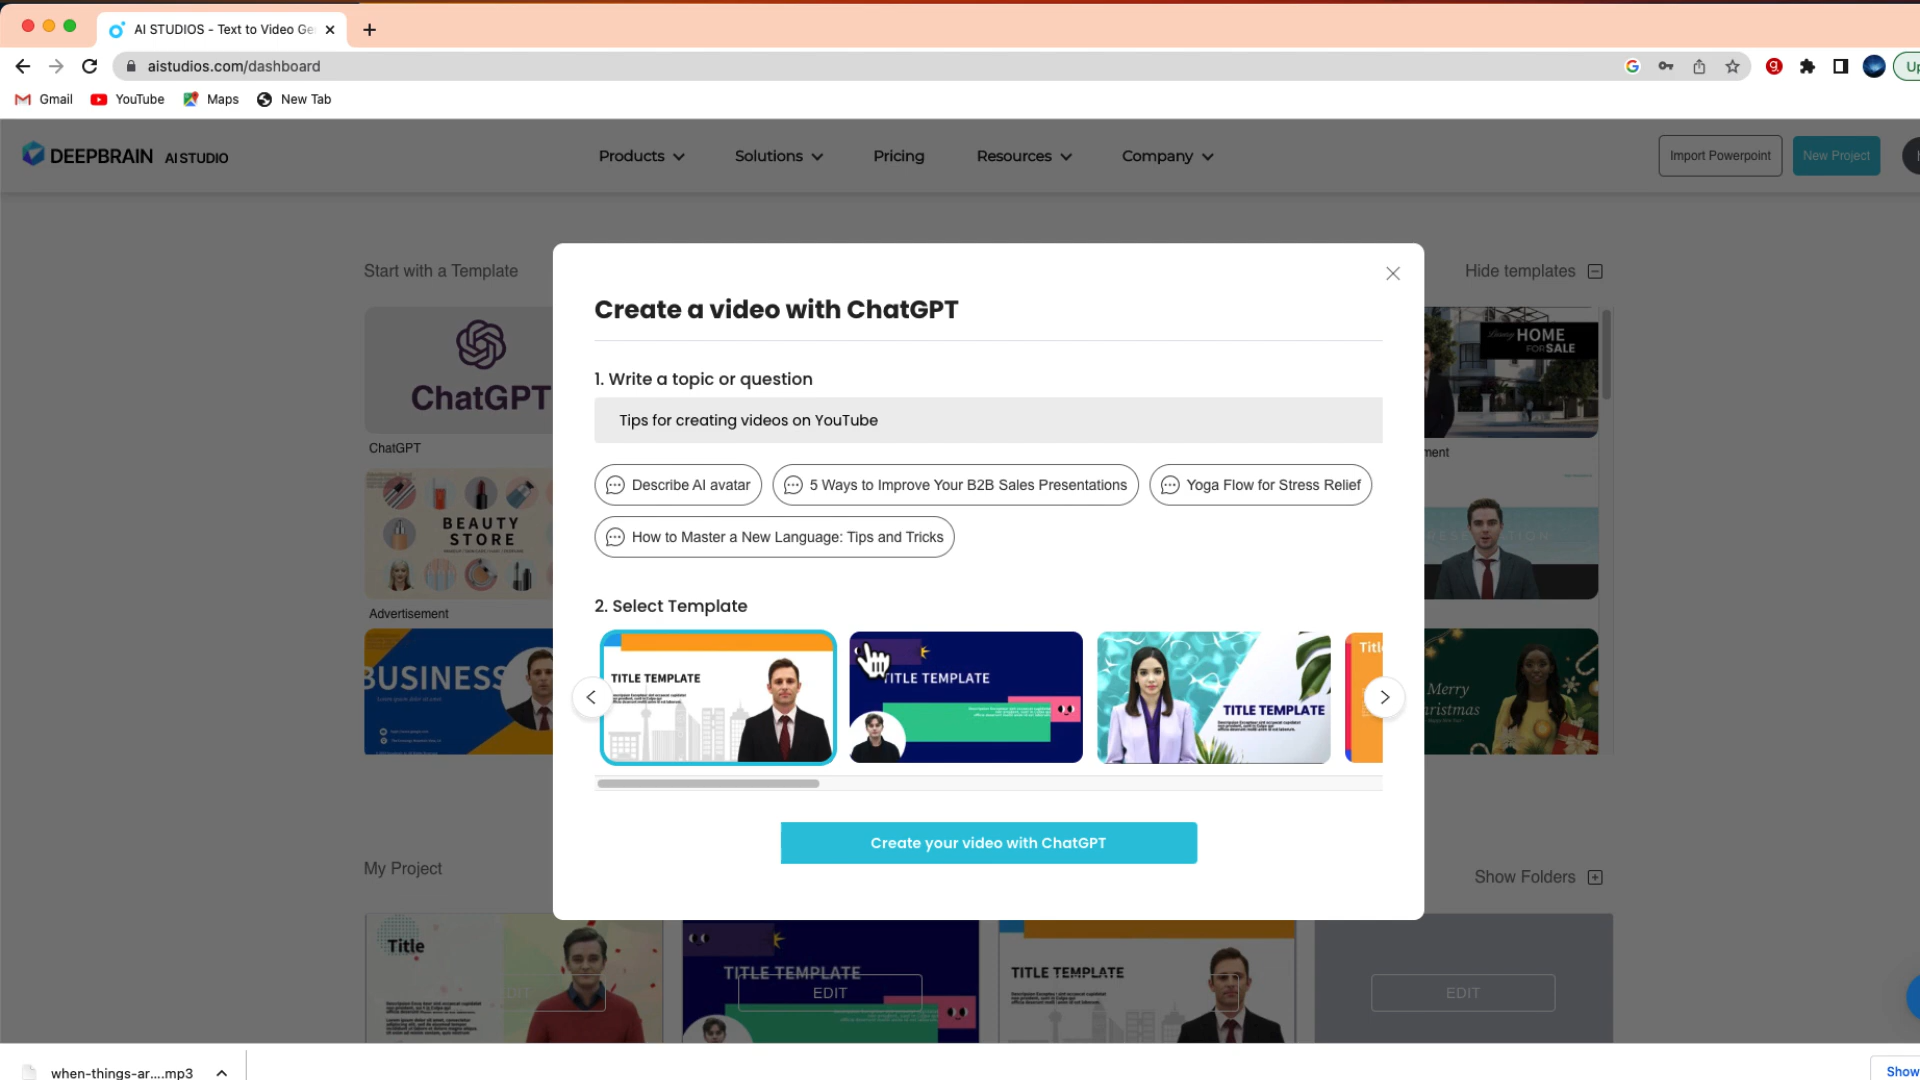 AI STUDIOS - Text to Video Ge
aistudios.com/dashboard
Up
Gmail
YouTube
Maps
New Tab
DEEPBRAIN AI STUDIO
Products
Solutions
Pricing
Resources
Company
Import Powerpoint
New Project
Start with a Template
Hide templates
ChatGPT
ChatGPT
BEAUTY
STORE
Advertisement
BUSINESS
HOME
FOR SALE
ment
Merry
Create a video with ChatGPT
1. Write a topic or question
Tips for creating videos on YouTube
Describe AI avatar
5 Ways to Improve Your B2B Sales Presentations
Yoga Flow for Stress Relief
How to Master a New Language: Tips and Tricks
2. Select Template
TITLE TEMPLATE
TITLE TEMPLATE
TITLE TEMPLATE
Create your video with ChatGPT
My Project
Show Folders
Title
TITLE TEMPLATE
EDIT
TITLE TEMPLATE
EDIT
when-things-ar....mp3
Show